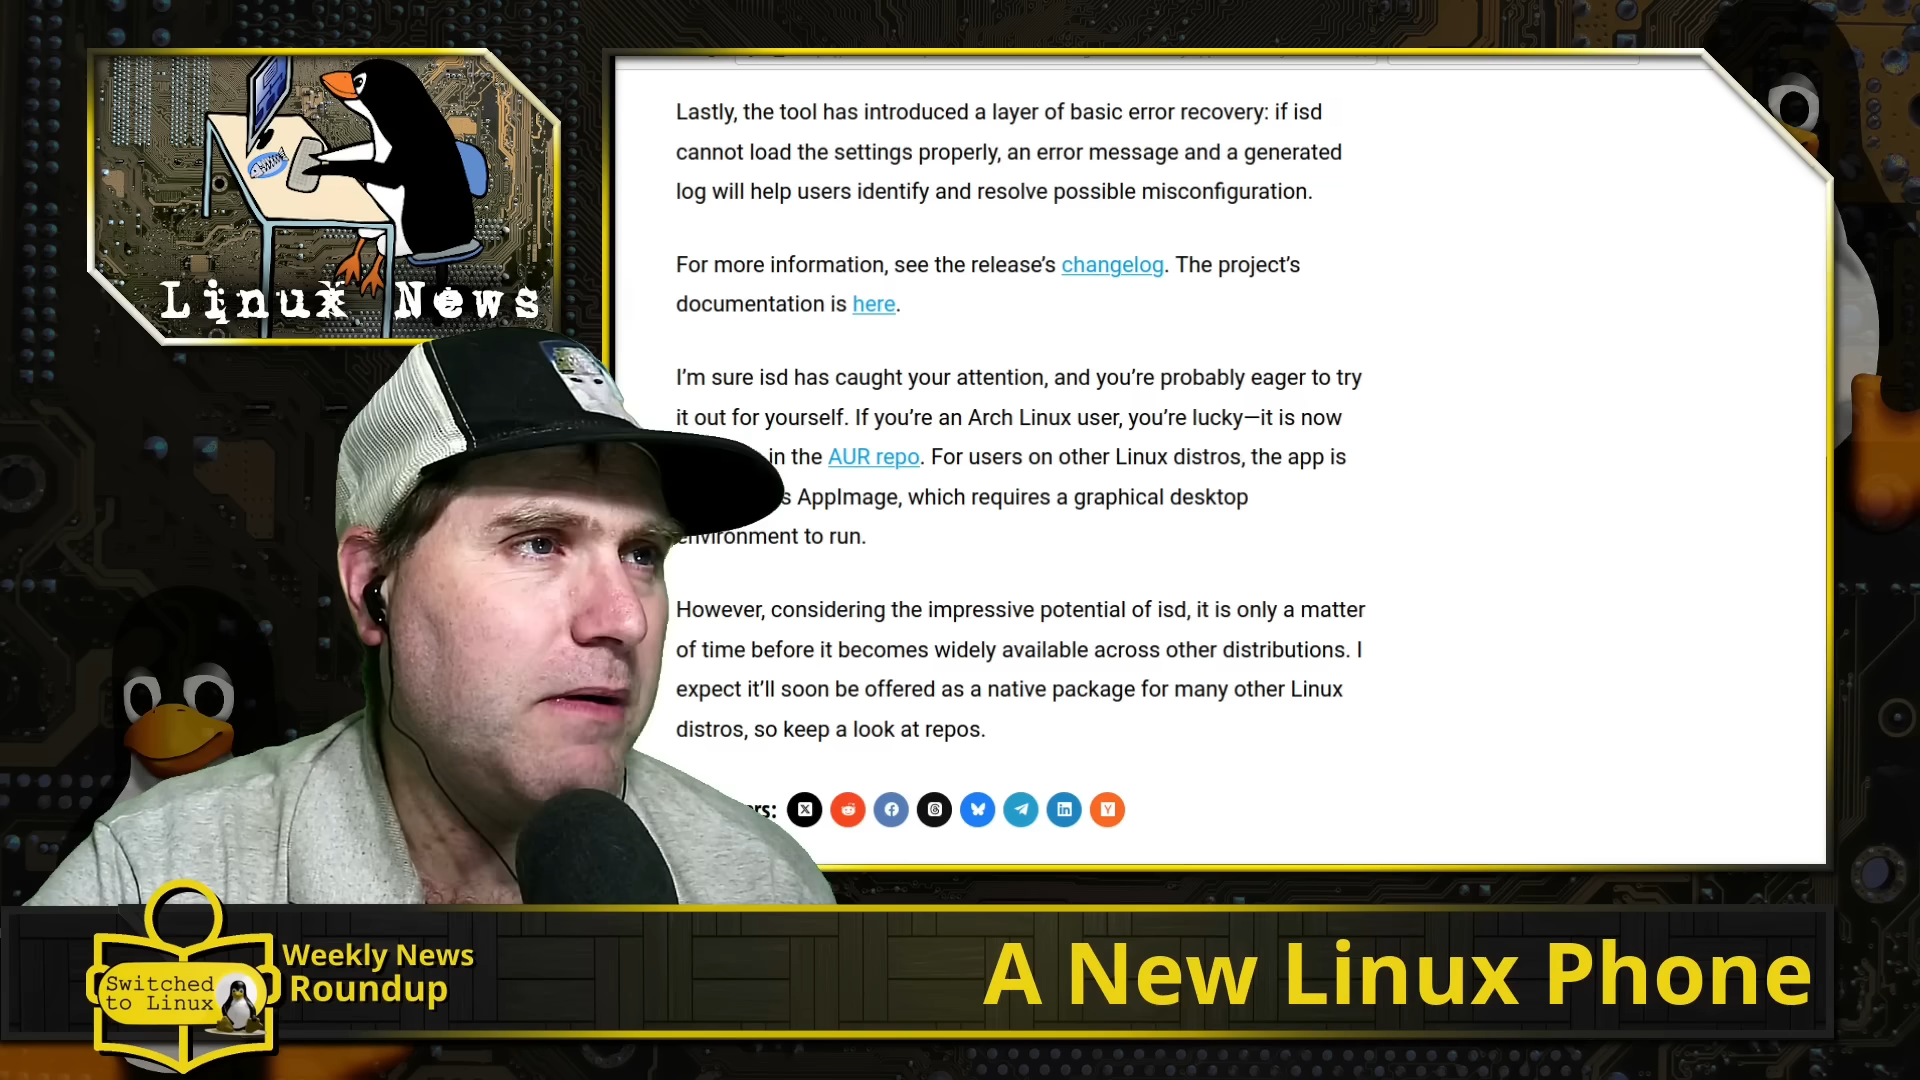 Linux News
Lastly, the tool has introduced a layer of basic error recovery: if isd
cannot load the settings properly, an error message and a generated
log will help users identify and resolve possible misconfiguration.
For more information, see the release’s changelog. The project’s
documentation is here.
I’m sure isd has caught your attention, and you’re probably eager to try
it out for yourself. If you’re an Arch Linux user, you’re lucky—it is now
in the AUR repo. For users on other Linux distros, the app is
AppImage, which requires a graphical desktop
environment to run.
However, considering the impressive potential of isd, it is only a matter
of time before it becomes widely available across other distributions. I
expect it’ll soon be offered as a native package for many other Linux
distros, so keep a look at repos.
Switched
to Linux
Weekly News
Roundup
A New Linux Phone